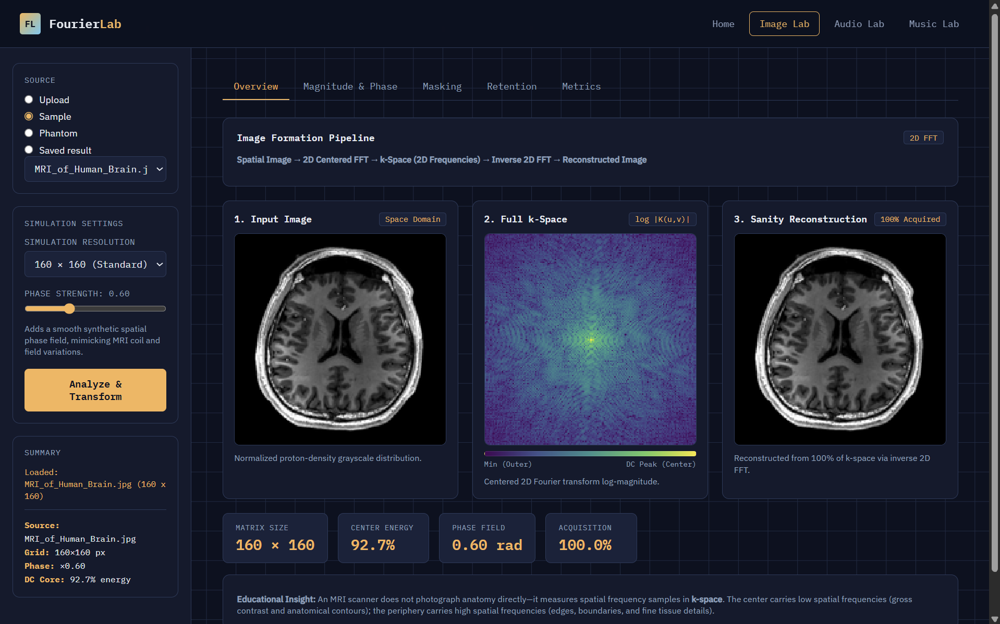 FL
FourierLab
Home
Image Lab
Audio Lab
Music Lab
SOURCE
Upload
Sample
Phantom
Saved result
MRI_of_Human_Brain.j
SIMULATION SETTINGS
SIMULATION RESOLUTION
160 × 160 (Standard)
PHASE STRENGTH: 0.60
Adds a smooth synthetic spatial
phase field, mimicking MRI coil and
field variations.
Analyze &
Transform
SUMMARY
Loaded:
MRI_of_Human_Brain.jpg (160 x
160)
Source:
MRI_of_Human_Brain.jpg
Grid: 160×160 px
Phase: ×0.60
DC Core: 92.7% energy
Overview
Magnitude & Phase
Masking
Retention
Metrics
Image Formation Pipeline
2D FFT
Spatial Image → 2D Centered FFT → k-Space (2D Frequencies) → Inverse 2D FFT → Reconstructed Image
1. Input Image
Space Domain
Normalized proton-density grayscale distribution.
2. Full k-Space
log |K(u,v)|
Min (Outer)
DC Peak (Center)
Centered 2D Fourier transform log-magnitude.
3. Sanity Reconstruction
100% Acquired
Reconstructed from 100% of k-space via inverse 2D
FFT.
MATRIX SIZE
160 × 160
CENTER ENERGY
92.7%
PHASE FIELD
0.60 rad
ACQUISITION
100.0%
Educational Insight: An MRI scanner does not photograph anatomy directly—it measures spatial frequency samples in k-space. The center carries low spatial frequencies (gross
contrast and anatomical contours); the periphery carries high spatial frequencies (edges, boundaries, and fine tissue details).